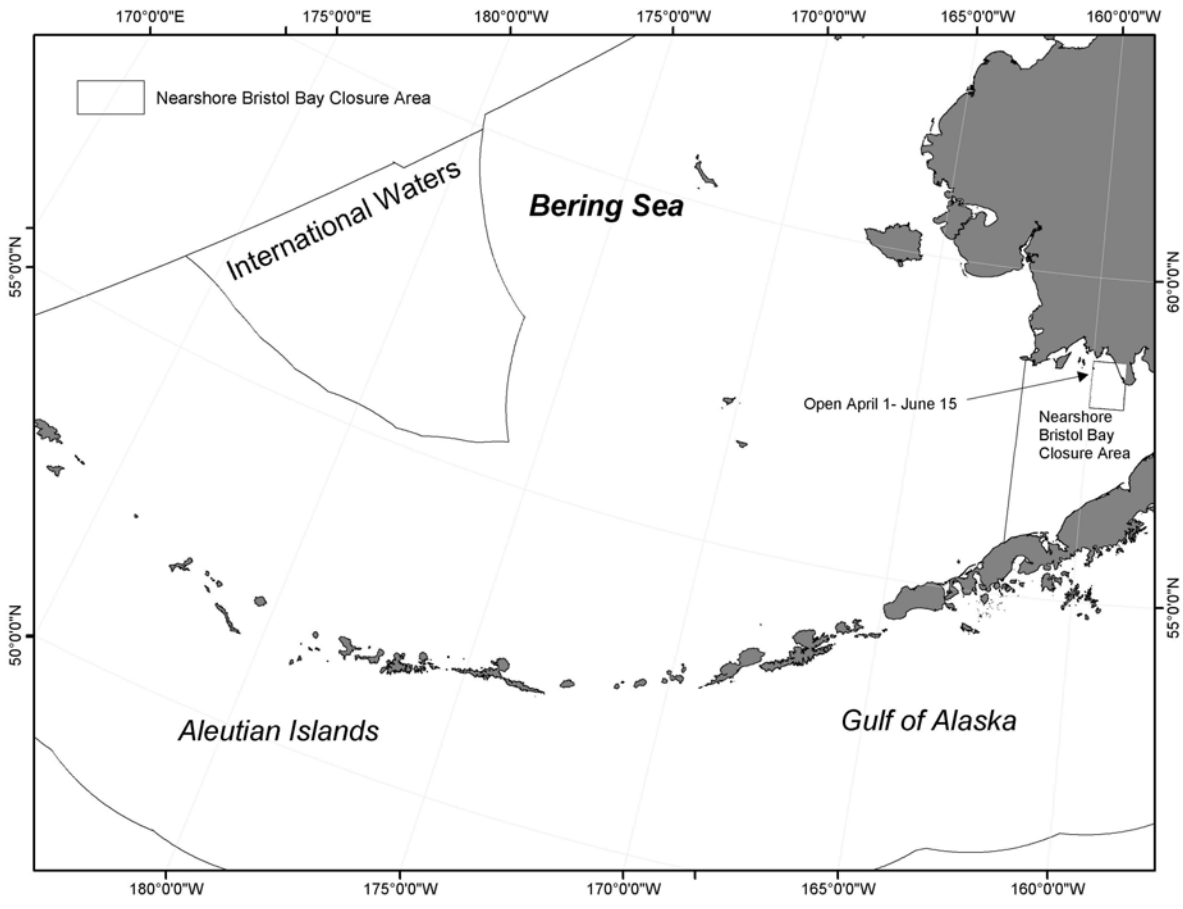 170°0'0"E
175°0'0"E
180°0'0"W
175°0'0"W
170°0'0"W
165°0'0"W
160°0'0"W
Nearshore Bristol Bay Closure Area
International Waters
Bering Sea
55°0'0"N
60°0'0"N
Open April 1- June 15
Nearshore
Bristol Bay
Closure Area
50°0'0"N
55°0'0"N
Aleutian Islands
Gulf of Alaska
180°0'0"W
175°0'0"W
170°0'0"W
165°0'0"W
160°0'0"W